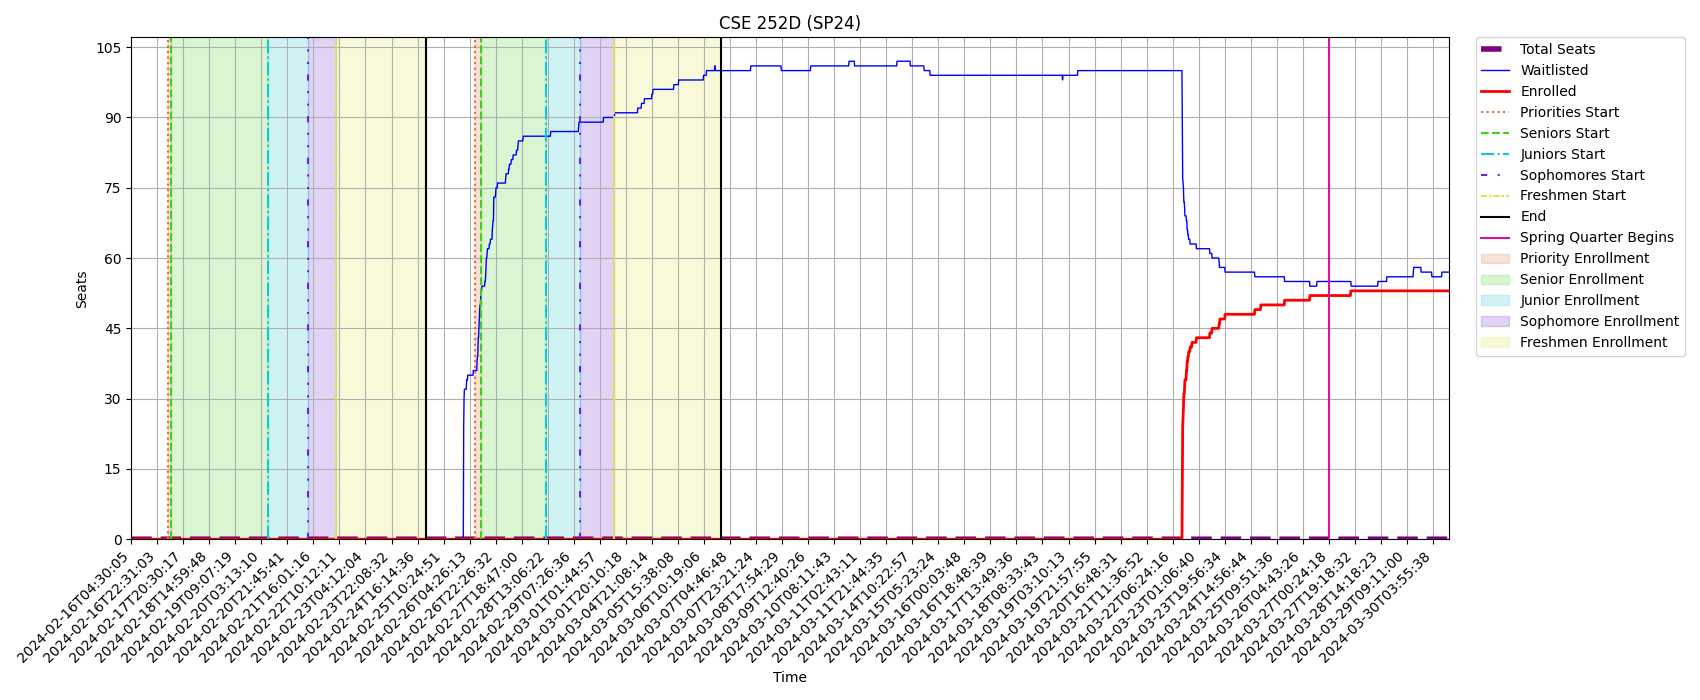 CSE 252D (SP24)
Seats
105
90
75
60
45
30
15
0
2024-02-16T04:30:05
2024-02-16T22:31:03
2024-02-17T20:30:17
2024-02-18T14:59:48
2024-02-19T09:07:19
2024-02-20T03:13:10
2024-02-20T21:45:41
2024-02-21T16:01:16
2024-02-22T10:12:11
2024-02-23T04:12:04
2024-02-23T22:08:32
2024-02-24T16:14:36
2024-02-25T10:24:51
2024-02-26T04:26:13
2024-02-26T22:26:32
2024-02-27T18:47:00
2024-02-28T13:06:22
2024-02-29T07:26:36
2024-03-01T01:44:57
2024-03-01T20:10:18
2024-03-04T21:08:14
2024-03-05T15:38:08
2024-03-06T10:19:06
2024-03-07T04:46:48
2024-03-07T23:21:24
2024-03-08T17:54:29
2024-03-09T12:40:26
2024-03-10T08:11:43
2024-03-11T02:43:11
2024-03-11T21:44:35
2024-03-14T10:22:57
2024-03-15T05:23:24
2024-03-16T00:03:48
2024-03-16T18:48:39
2024-03-17T13:49:36
2024-03-18T08:33:43
2024-03-19T03:10:13
2024-03-19T21:57:55
2024-03-20T16:48:31
2024-03-21T11:36:52
2024-03-22T06:24:16
2024-03-23T01:06:40
2024-03-23T19:56:34
2024-03-24T14:56:44
2024-03-25T09:51:36
2024-03-26T04:43:26
2024-03-27T00:24:18
2024-03-27T19:18:32
2024-03-28T14:18:23
2024-03-29T09:11:00
2024-03-30T03:55:38
Time
Total Seats
Waitlisted
Enrolled
Priorities Start
Seniors Start
Juniors Start
Sophomores Start
Freshmen Start
End
Spring Quarter Begins
Priority Enrollment
Senior Enrollment
Junior Enrollment
Sophomore Enrollment
Freshmen Enrollment